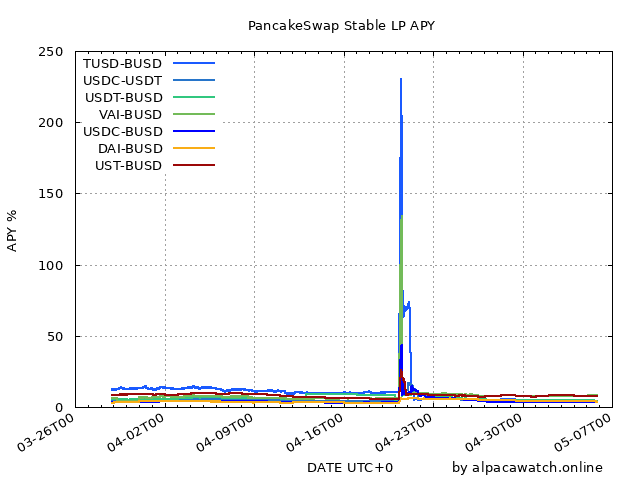 PancakeSwap Stable LP APY
250
200
150
100
50
0
APY %
TUSD-BUSD
USDC-USDT
USDT-BUSD
VAI-BUSD
USDC-BUSD
DAI-BUSD
UST-BUSD
03-26T00
04-02T00
04-09T00
04-16T00
04-23T00
04-30T00
05-07T00
DATE UTC+0
by alpacawatch.online